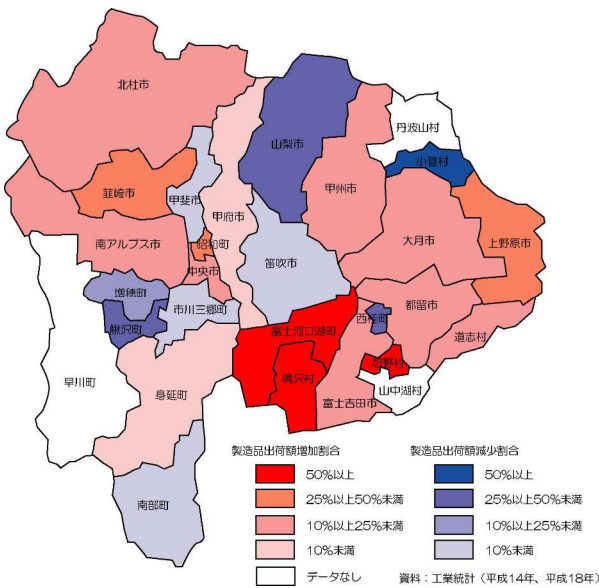 北杜市
丹波山村
山梨市
小菅村
韮崎市
甲斐市
甲州市
甲府市
南アルプス市
昭和町
大月市
上野原市
笛吹市
中央市
増穂町
市川三郷町
都留市
鰍沢町
西桂町
富士河口湖町
道志村
忍野村
早川町
鳴沢村
身延町
山中湖村
富士吉田市
南部町
製造品出荷額増加割合
50%以上
25%以上50%未満
10%以上25%未満
10%未満
データなし
製造品出荷額減少割合
50%以上
25%以上50%未満
10%以上25%未満
10%未満
資料：工業統計（平成14年、平成18年）